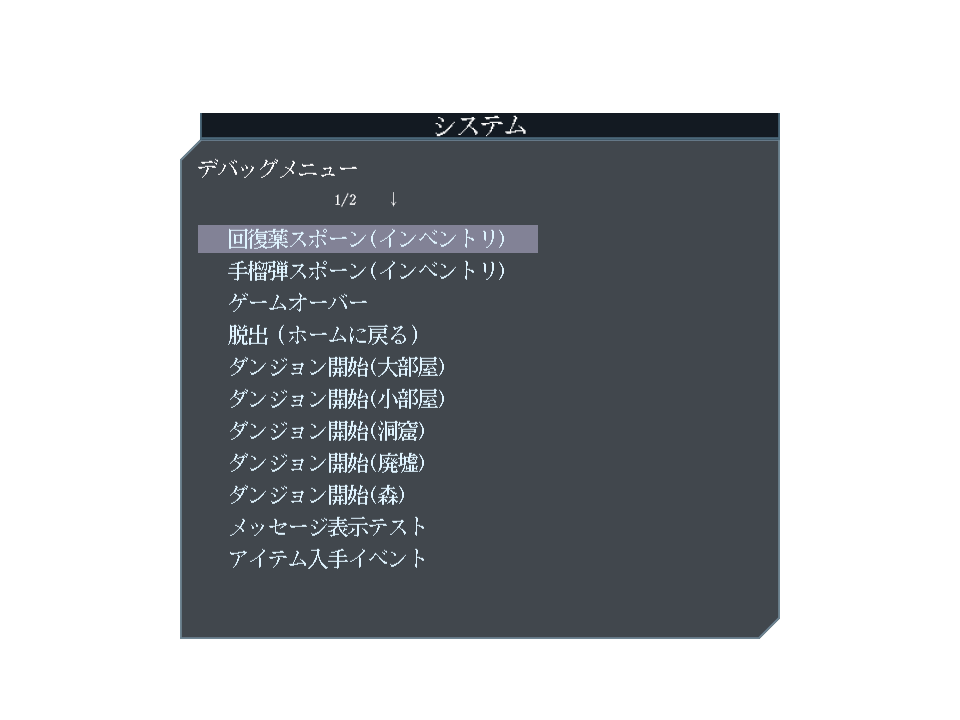 システム
デバッグメニュー
1/2 ↓
回復薬スポーン(インベントリ)
手榴弾スポーン(インベントリ)
ゲームオーバー
脱出(ホームに戻る)
ダンジョン開始(大部屋)
ダンジョン開始(小部屋)
ダンジョン開始(洞窟)
ダンジョン開始(廃墟)
ダンジョン開始(森)
メッセージ表示テスト
アイテム入手イベント